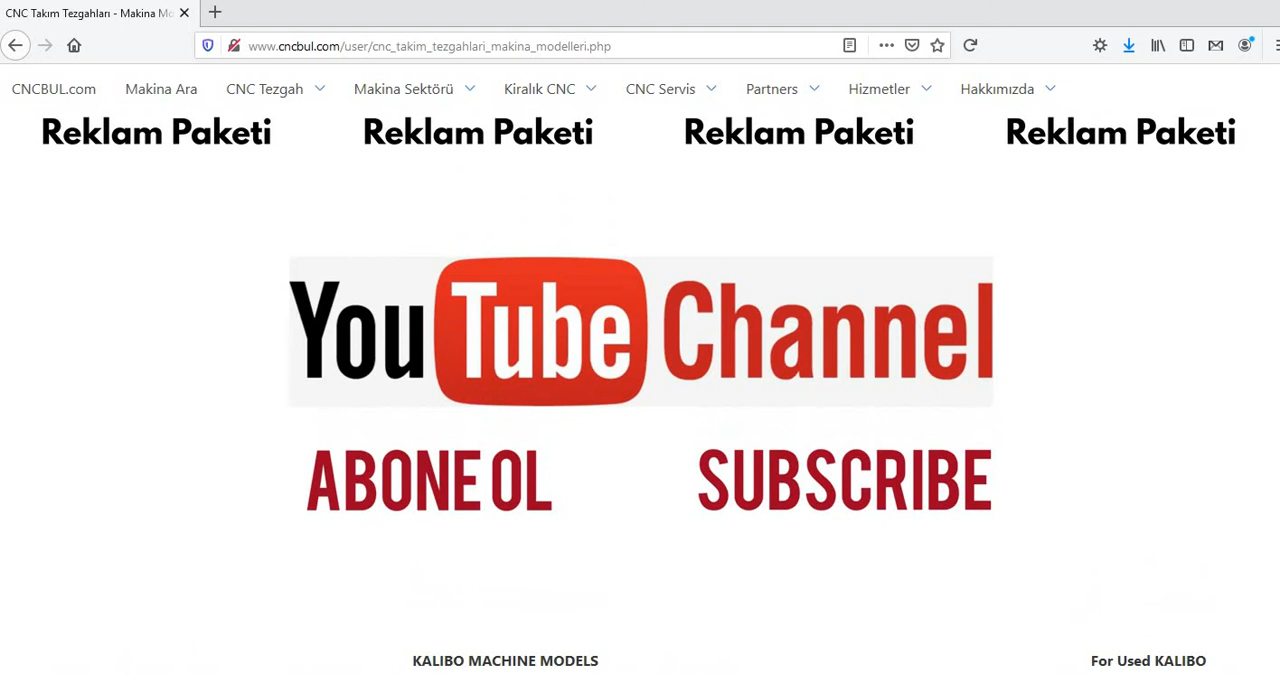 CNC Takım Tezgahları - Makina Mo
www.cncbul.com/user/cnc_takim_tezgahlari_makina_modelleri.php
CNCBUL.com Makina Ara CNC Tezgah Makina Sektörü Kiralık CNC CNC Servis Partners Hizmetler Hakkımızda
Reklam Paketi Reklam Paketi Reklam Paketi Reklam Paketi
YouTube Channel
ABONE OL SUBSCRIBE
KALIBO MACHINE MODELS For Used KALIBO